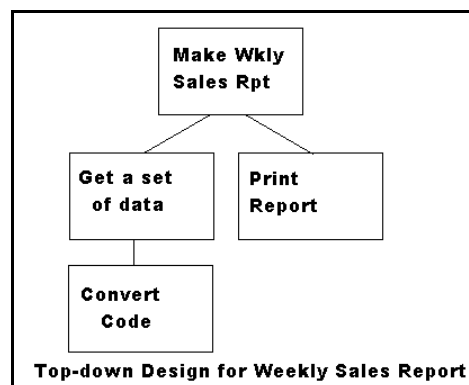 Make Wkly
Sales Rpt
Get a set
of data
Print
Report
Convert
Code
Top-down Design for Weekly Sales Report